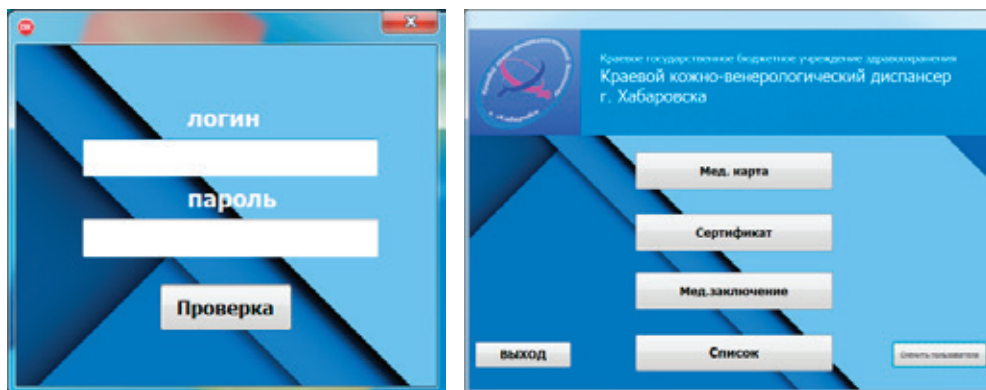 логин
пароль
Проверка
Краевое государственное бюджетное учреждение здравоохранения
Краевой кожно-венерологический диспансер
г. Хабаровска
Мед. карта
Сертификат
Мед.заключение
Список
ВЫХОД
Сменить пользователя